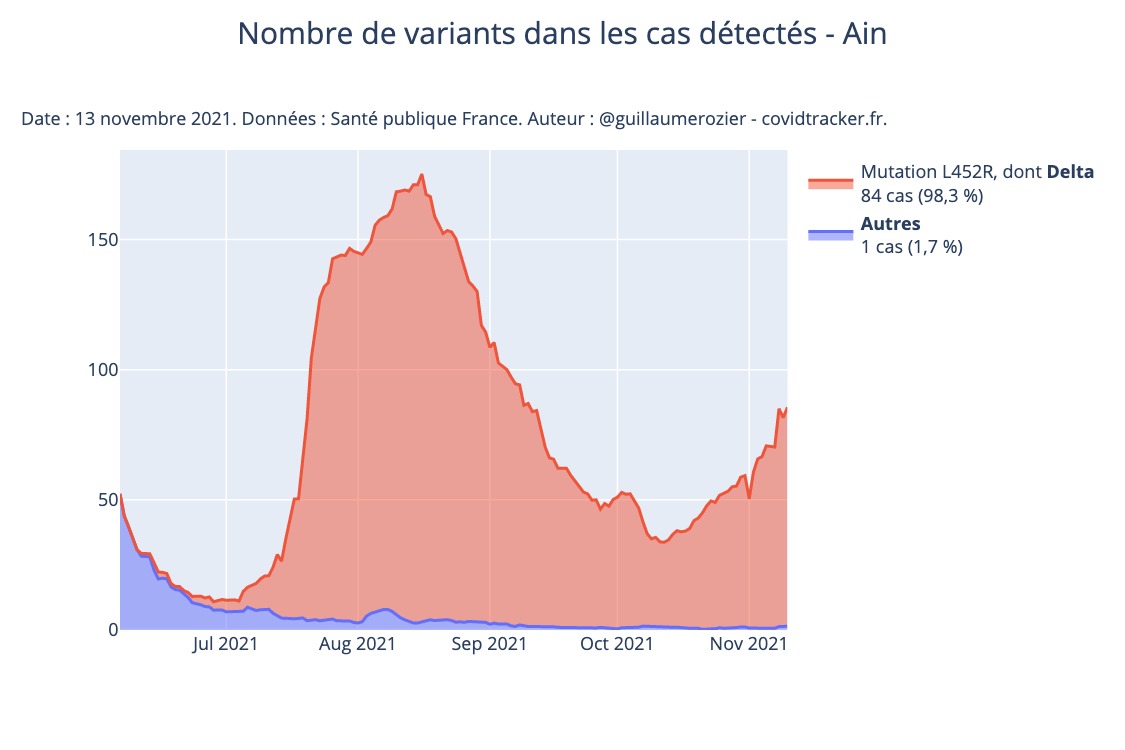 Nombre de variants dans les cas détectés - Ain
Date : 13 novembre 2021. Données : Santé publique France. Auteur : @guillaumerozier - covidtracker.fr.
Mutation L452R, dont Delta
84 cas (98,3 %)
Autres
1 cas (1,7 %)
150
100
50
0
Jul 2021 Aug 2021 Sep 2021 Oct 2021 Nov 2021